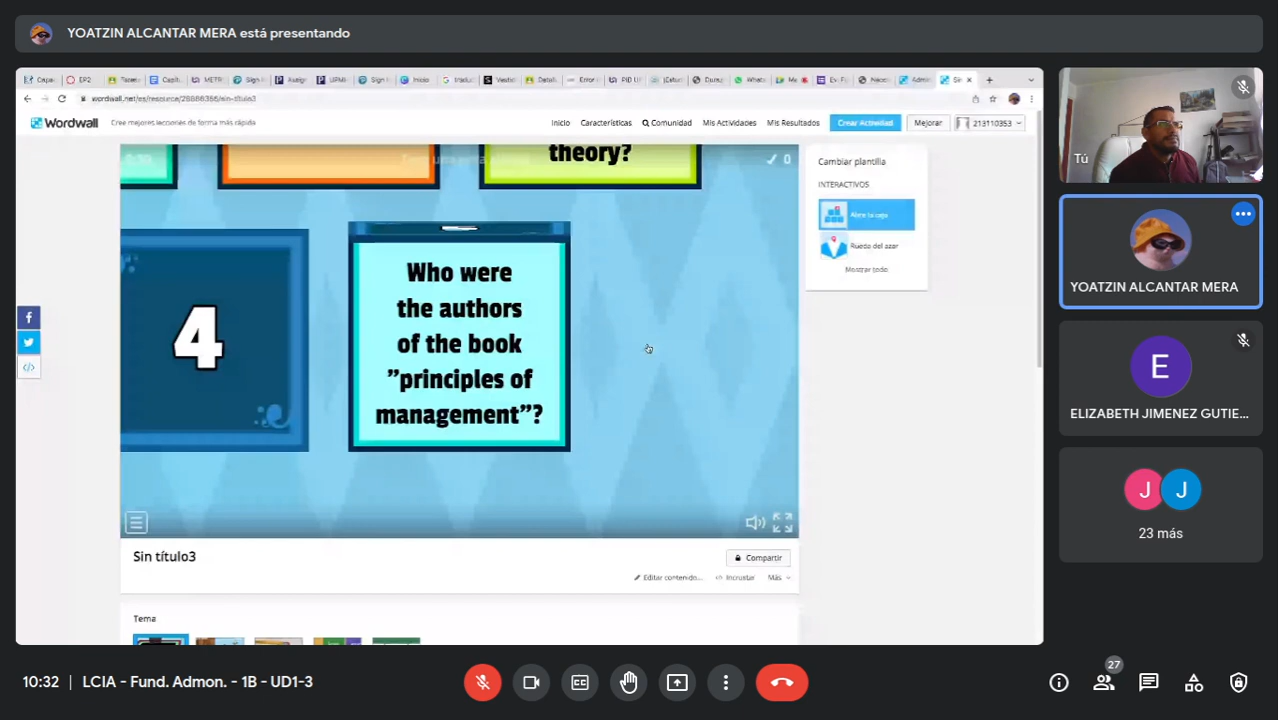 YOATZIN ALCANTAR MERA está presentando
EP2
wordwall.net/es/resource/28886356/sin-título3
Wordwall
Cree mejores lecciones de forma más rápida
Inicio
Características
Comunidad
Mis Actividades
Mis Resultados
Crear Actividad
Mejorar
213110353
theory?
0
4
Who were
the authors
of the book
”principles of
management”?
Cambiar plantilla
INTERACTIVOS
Abre la caja
Rueda del azar
Mostrar todo
Sin título3
Compartir
Editar contenido...
Incrustar
Más
Tema
Tú
YOATZIN ALCANTAR MERA
E
ELIZABETH JIMENEZ GUTIE...
J
J
23 más
10:32 | LCIA - Fund. Admon. - 1B - UD1-3
CC
27